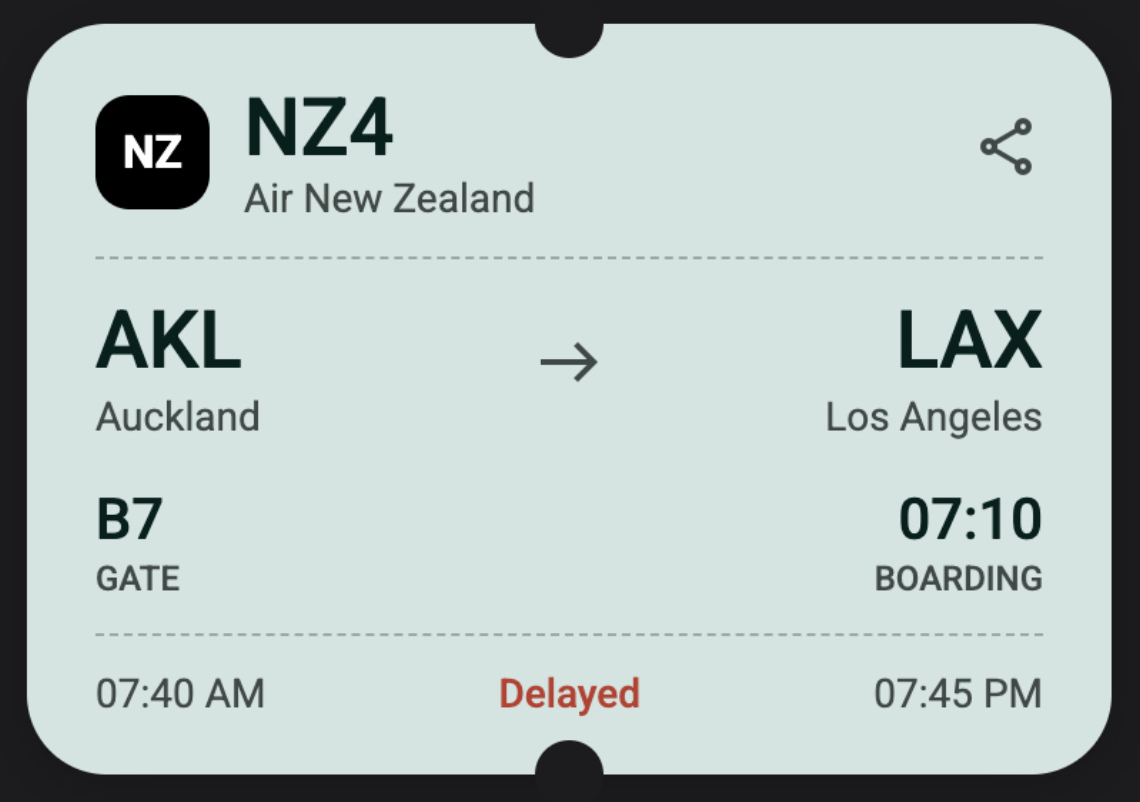 NZ
NZ4
Air New Zealand
AKL LAX
Auckland Los Angeles
B7 07:10
GATE BOARDING
07:40 AM Delayed 07:45 PM